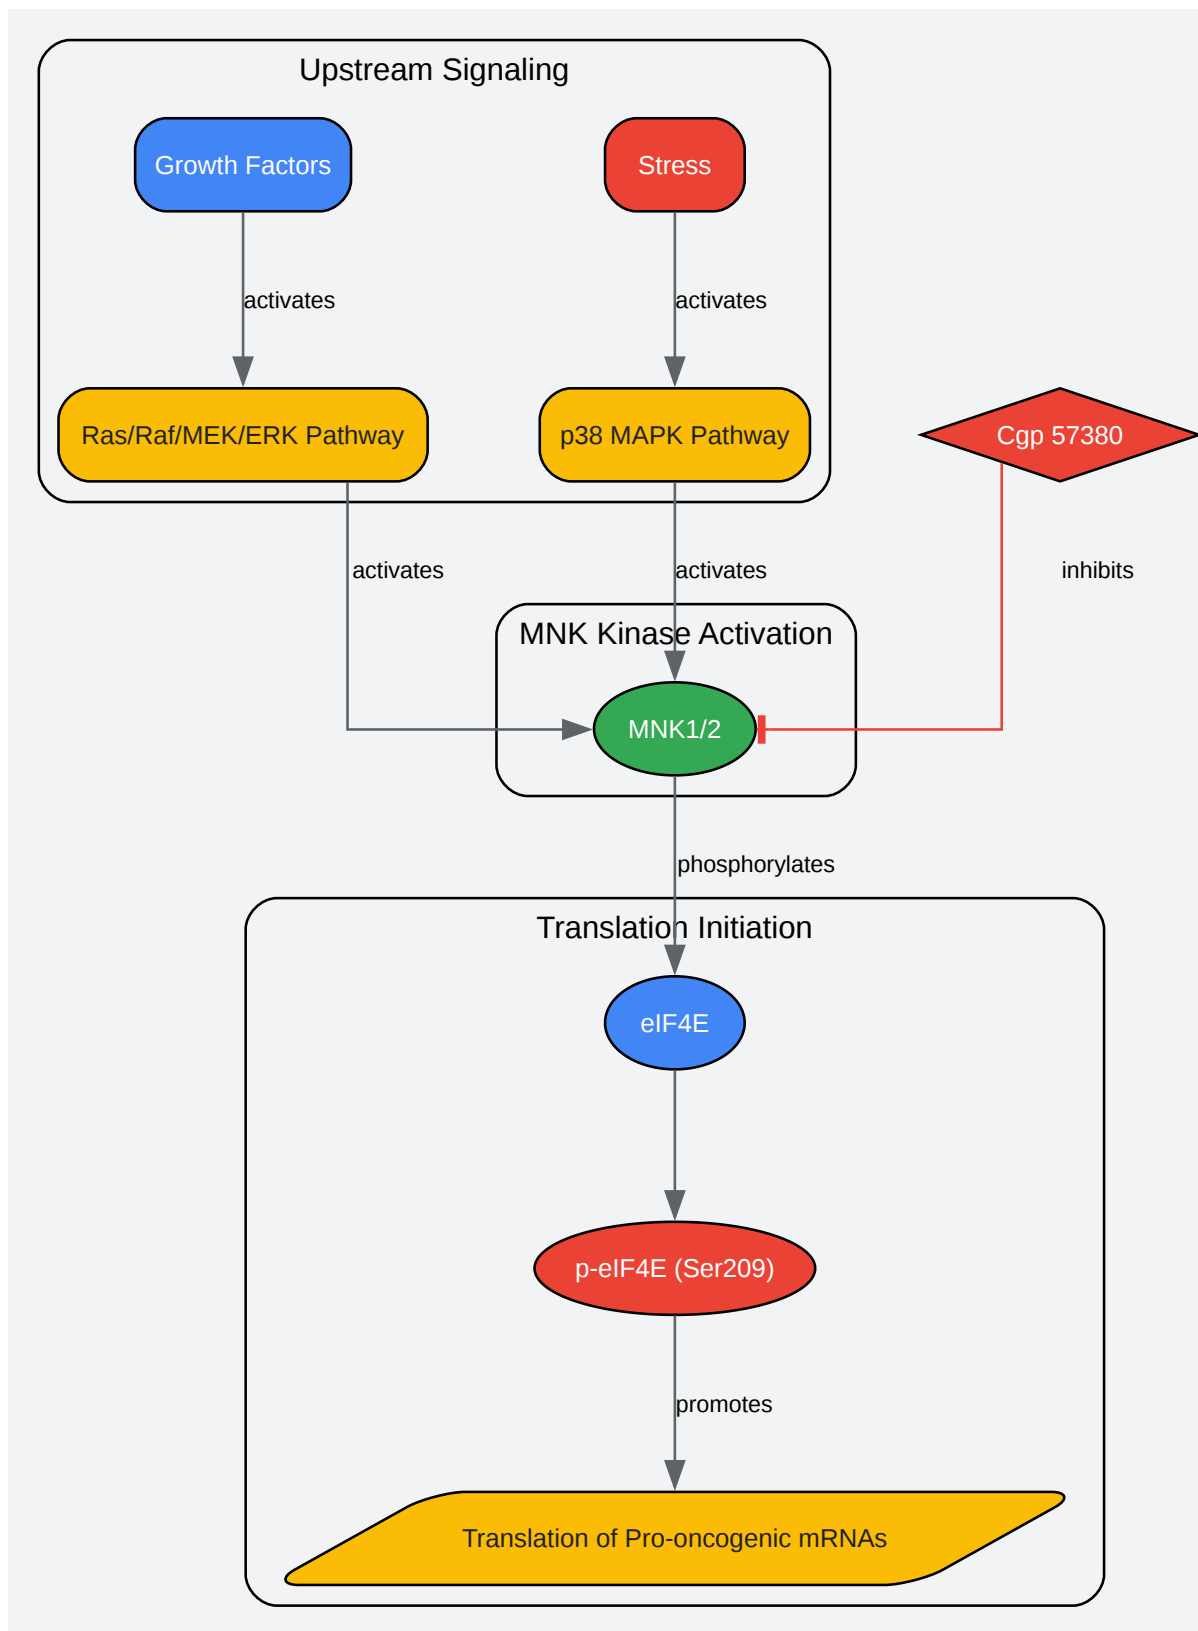 Upstream Signaling
Growth Factors
Stress
activates
activates
Ras/Raf/MEK/ERK Pathway
p38 MAPK Pathway
Cgp 57380
activates
activates
inhibits
MNK Kinase Activation
MNK1/2
phosphorylates
Translation Initiation
eIF4E
p-eIF4E (Ser209)
promotes
Translation of Pro-oncogenic mRNAs